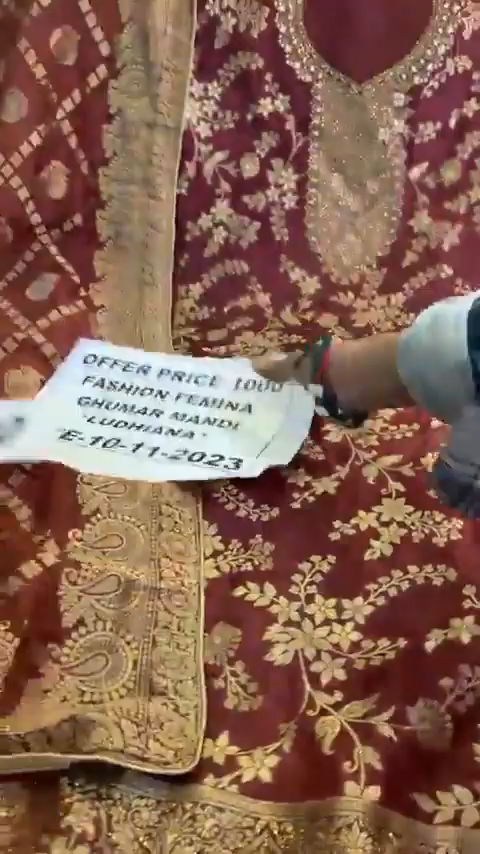 OFFER PRICE 1000
FASHION FEMINA
GHUMAR MANDI
"LUDHIANA"
"E-10-11-2023